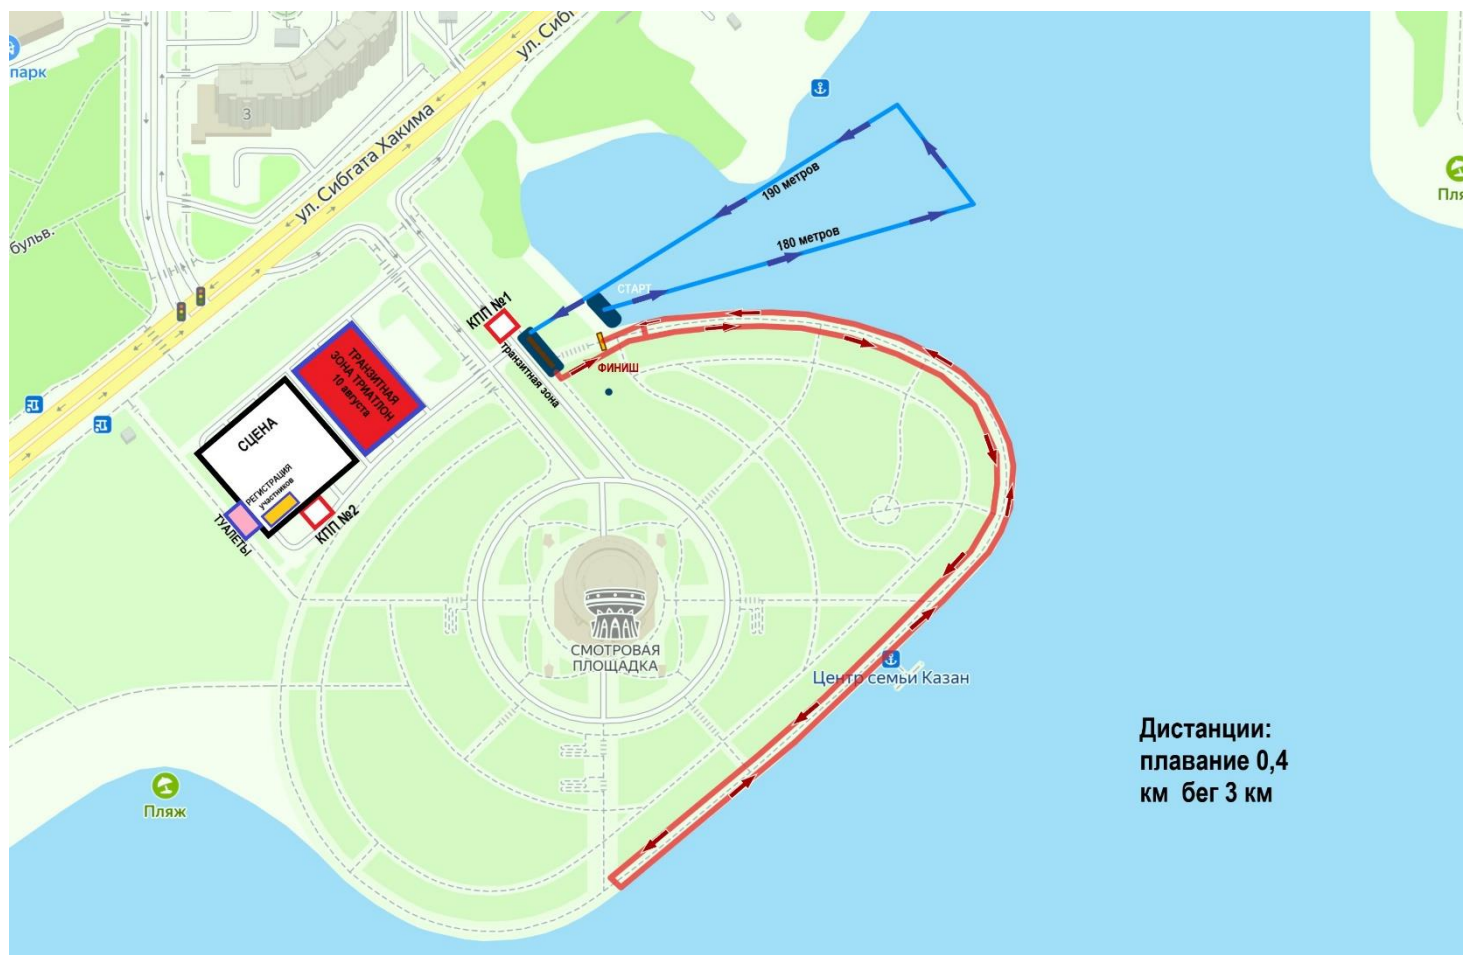 ул. Сибг
парк
3
ул. Сибгата Хакима
Пля
бульв.
190 метров
180 метров
СТАРТ
КПП №1
транзитная зона
ФИНИШ
ТРАНЗИТНАЯ
ЗОНА ТРИАТЛОН
10 августа
СЦЕНА
РЕГИСТРАЦИЯ
участников
ТУАЛЕТЫ
КПП №2
СМОТРОВАЯ
ПЛОЩАДКА
Центр семьи Казан
Дистанции:
плавание 0,4
км бег 3 км
Пляж